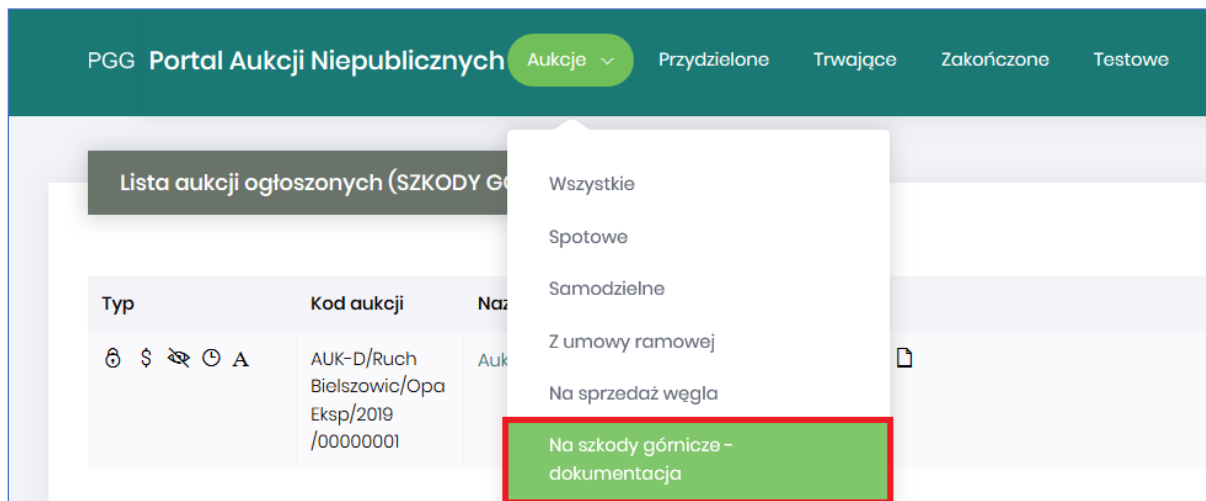 PGG Portal Aukcji Niepublicznych Aukcje Przydzielone Trwające Zakończone Testowe
Lista aukcji ogłoszonych (SZKODY
Wszystkie
Spotowe
Samodzielne
Z umowy ramowej
Na sprzedaż węgla
Na szkody górnicze -
dokumentacja
Typ Kod aukcji
$ A AUK-D/Ruch
Bielszowic/Opa
Eksp/2019
/00000001